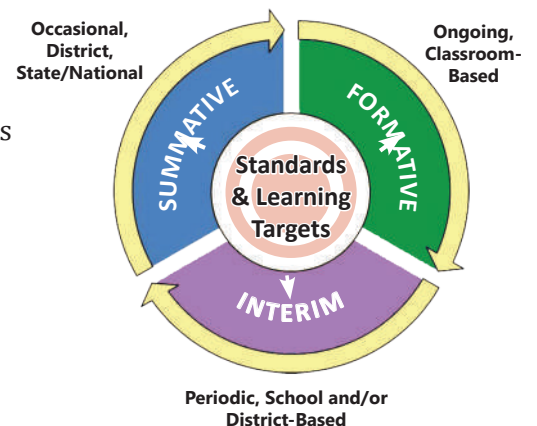 Occasional,
District,
State/National
Ongoing,
Classroom-
Based
s
SUMMATIVE
FORMATIVE
Standards
& Learning
Targets
INTERIM
Periodic, School and/or
District-Based